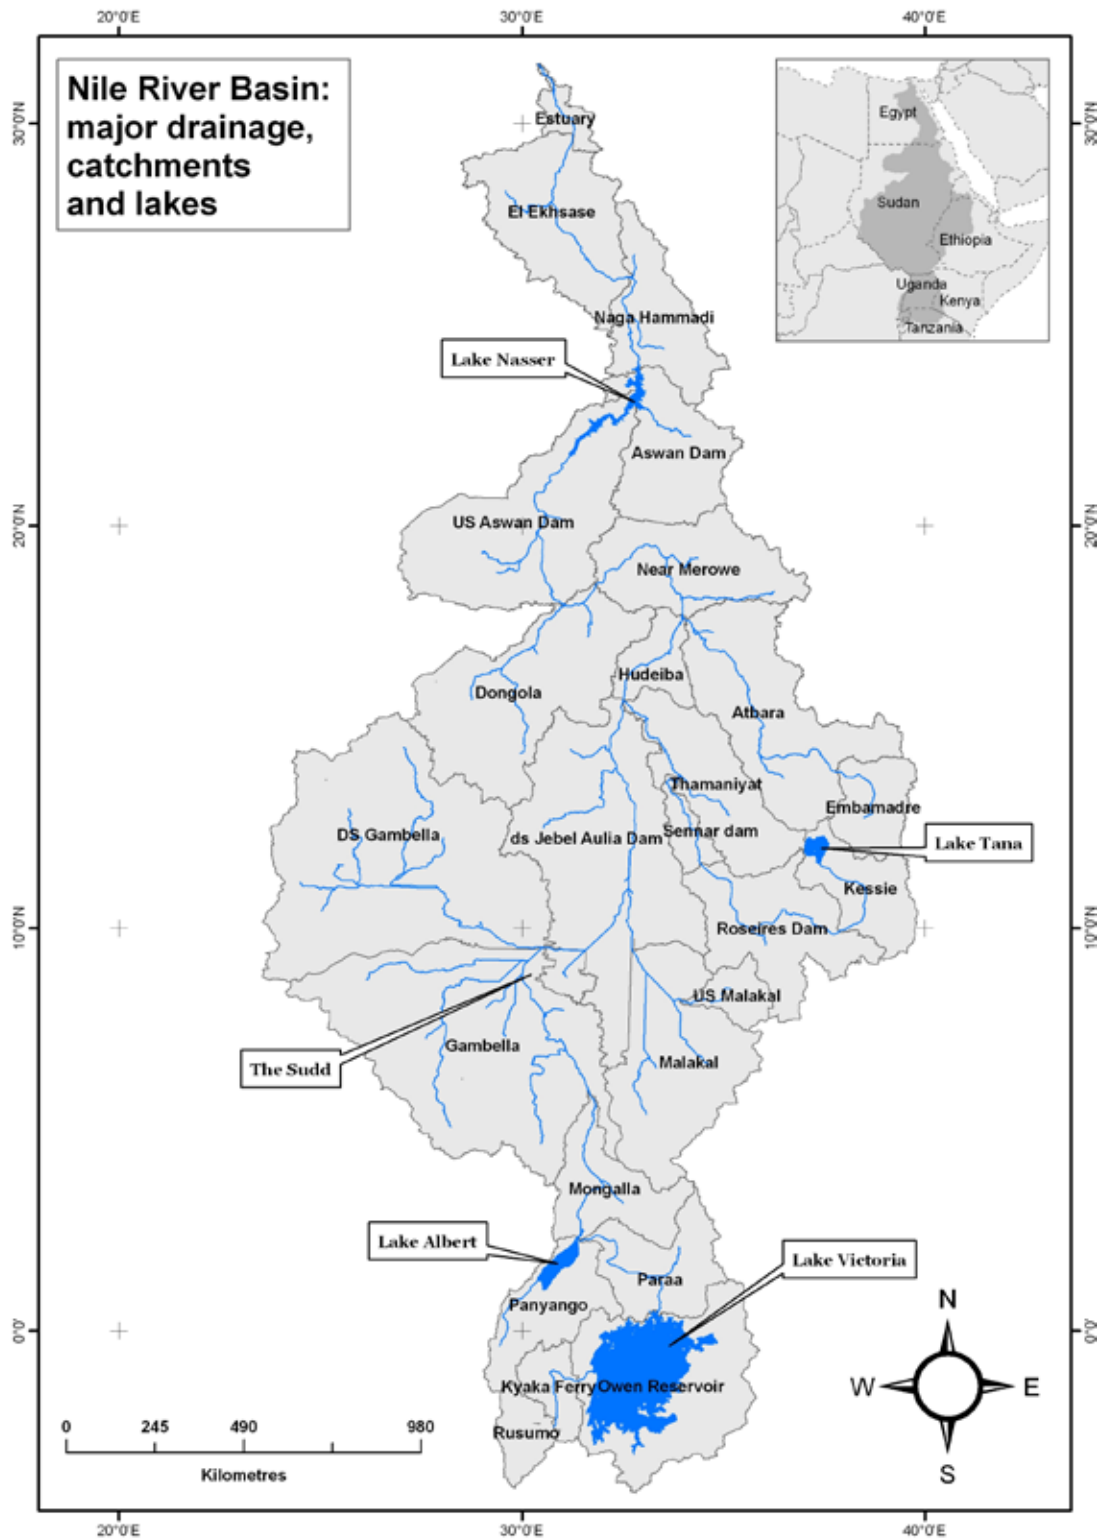 20°0'E 30°0'E 40°0'E
Nile River Basin:
major drainage,
catchments
and lakes
Egypt
Sudan
Ethiopia
Uganda
Kenya
Tanzania
30°0'N 30°0'N
Estuary
El Ekhsase
Naga Hammadi
Lake Nasser
Aswan Dam
US Aswan Dam
20°0'N 20°0'N
Near Merowe
Hudeiba
Dongola
Atbara
Thamaniyat
Embamadre
DS Gambella
ds Jebel Aulia Dam
Sennar dam
Lake Tana
Kessie
10°0'N 10°0'N
Roseires Dam
US Malakal
Gambella
Malakal
The Sudd
Mongalla
Lake Albert
Lake Victoria
Paraa
Panyango
0°0' 0°0'
Kyaka Ferry
Owen Reservoir
Rusumo
N
W E
S
0 245 490 980
Kilometres
20°0'E 30°0'E 40°0'E